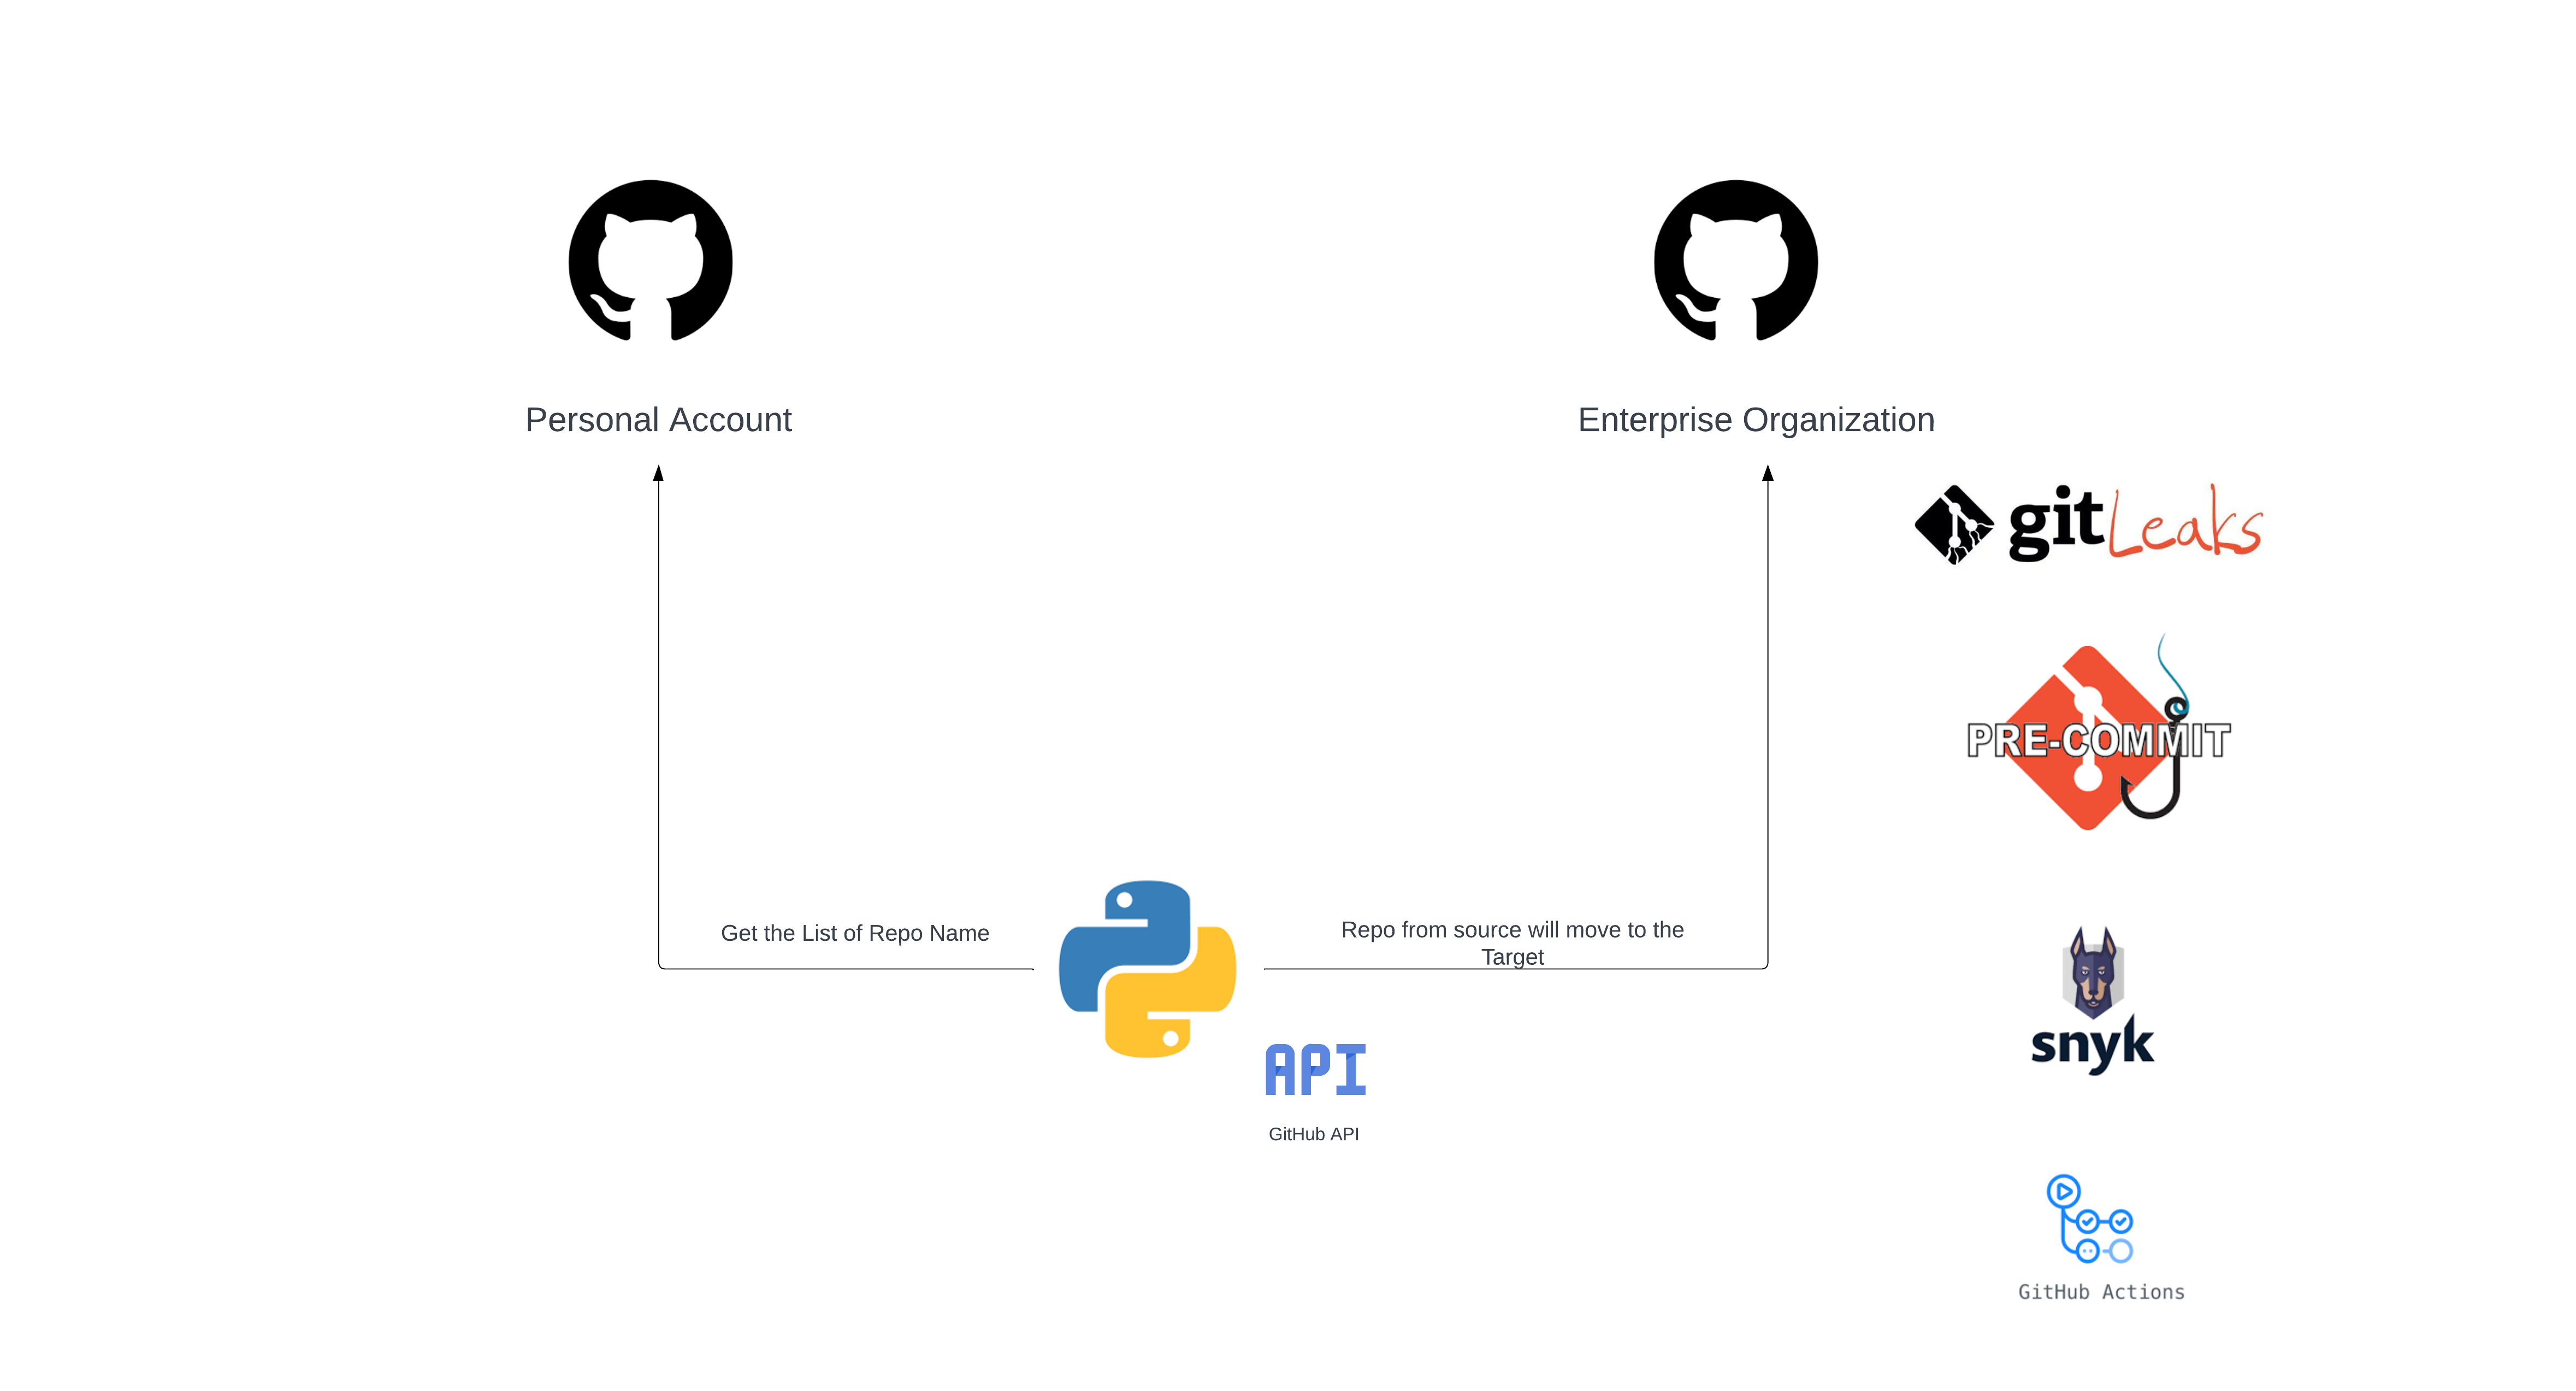 Personal Account
Enterprise Organization
gitLeaks
PRE-COMMIT
Get the List of Repo Name
Repo from source will move to the
Target
snyk
API
GitHub API
GitHub Actions